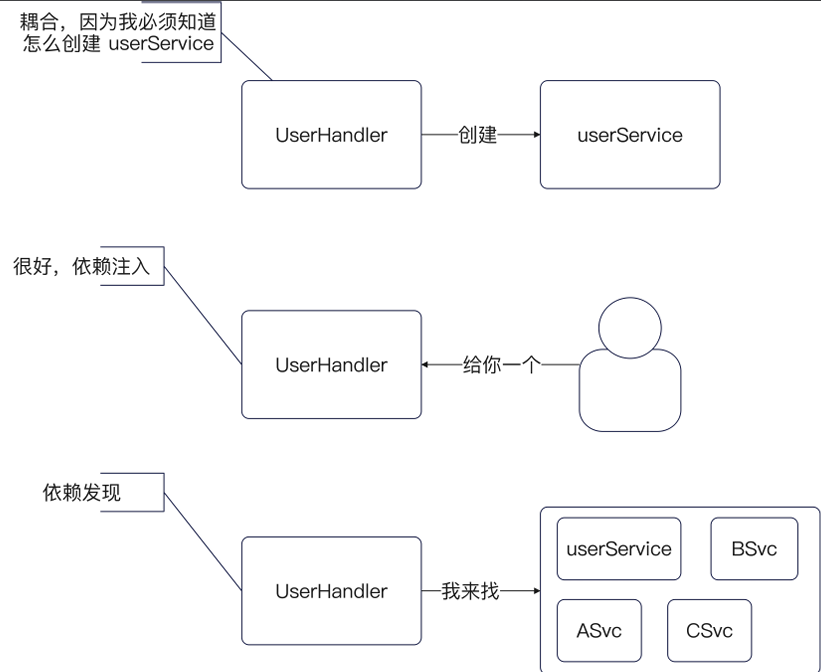 耦合，因为我必须知道
怎么创建 userService
UserHandler
创建
userService
很好，依赖注入
UserHandler
给你一个
依赖发现
UserHandler
我来找
userService
BSvc
ASvc
CSvc